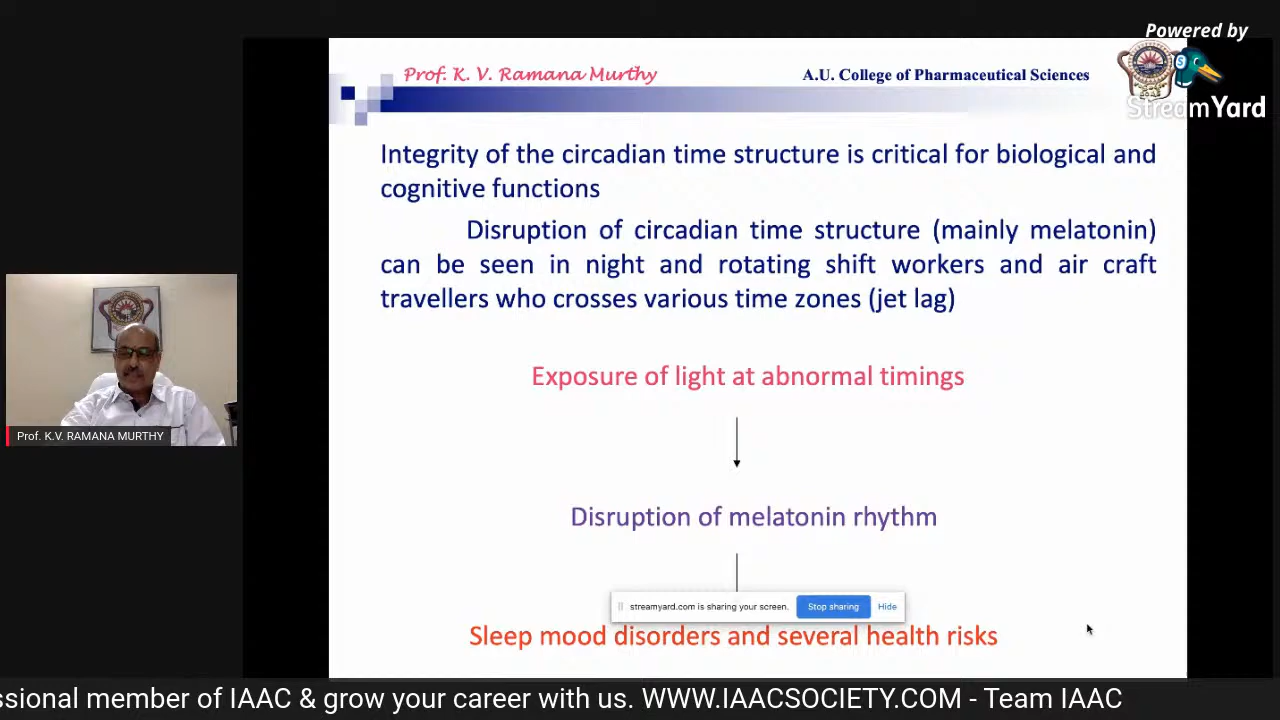 Powered by
StreamYard
Prof. K. V. Ramana Murthy
A.U. College of Pharmaceutical Sciences
Integrity of the circadian time structure is critical for biological and
cognitive functions
Disruption of circadian time structure (mainly melatonin)
can be seen in night and rotating shift workers and air craft
travellers who crosses various time zones (jet lag)
Exposure of light at abnormal timings
Disruption of melatonin rhythm
streamyard.com is sharing your screen.
Stop sharing
Hide
Sleep mood disorders and several health risks
Prof. K.V. RAMANA MURTHY
ssional member of IAAC & grow your career with us. WWW.IAACSOCIETY.COM - Team IAAC